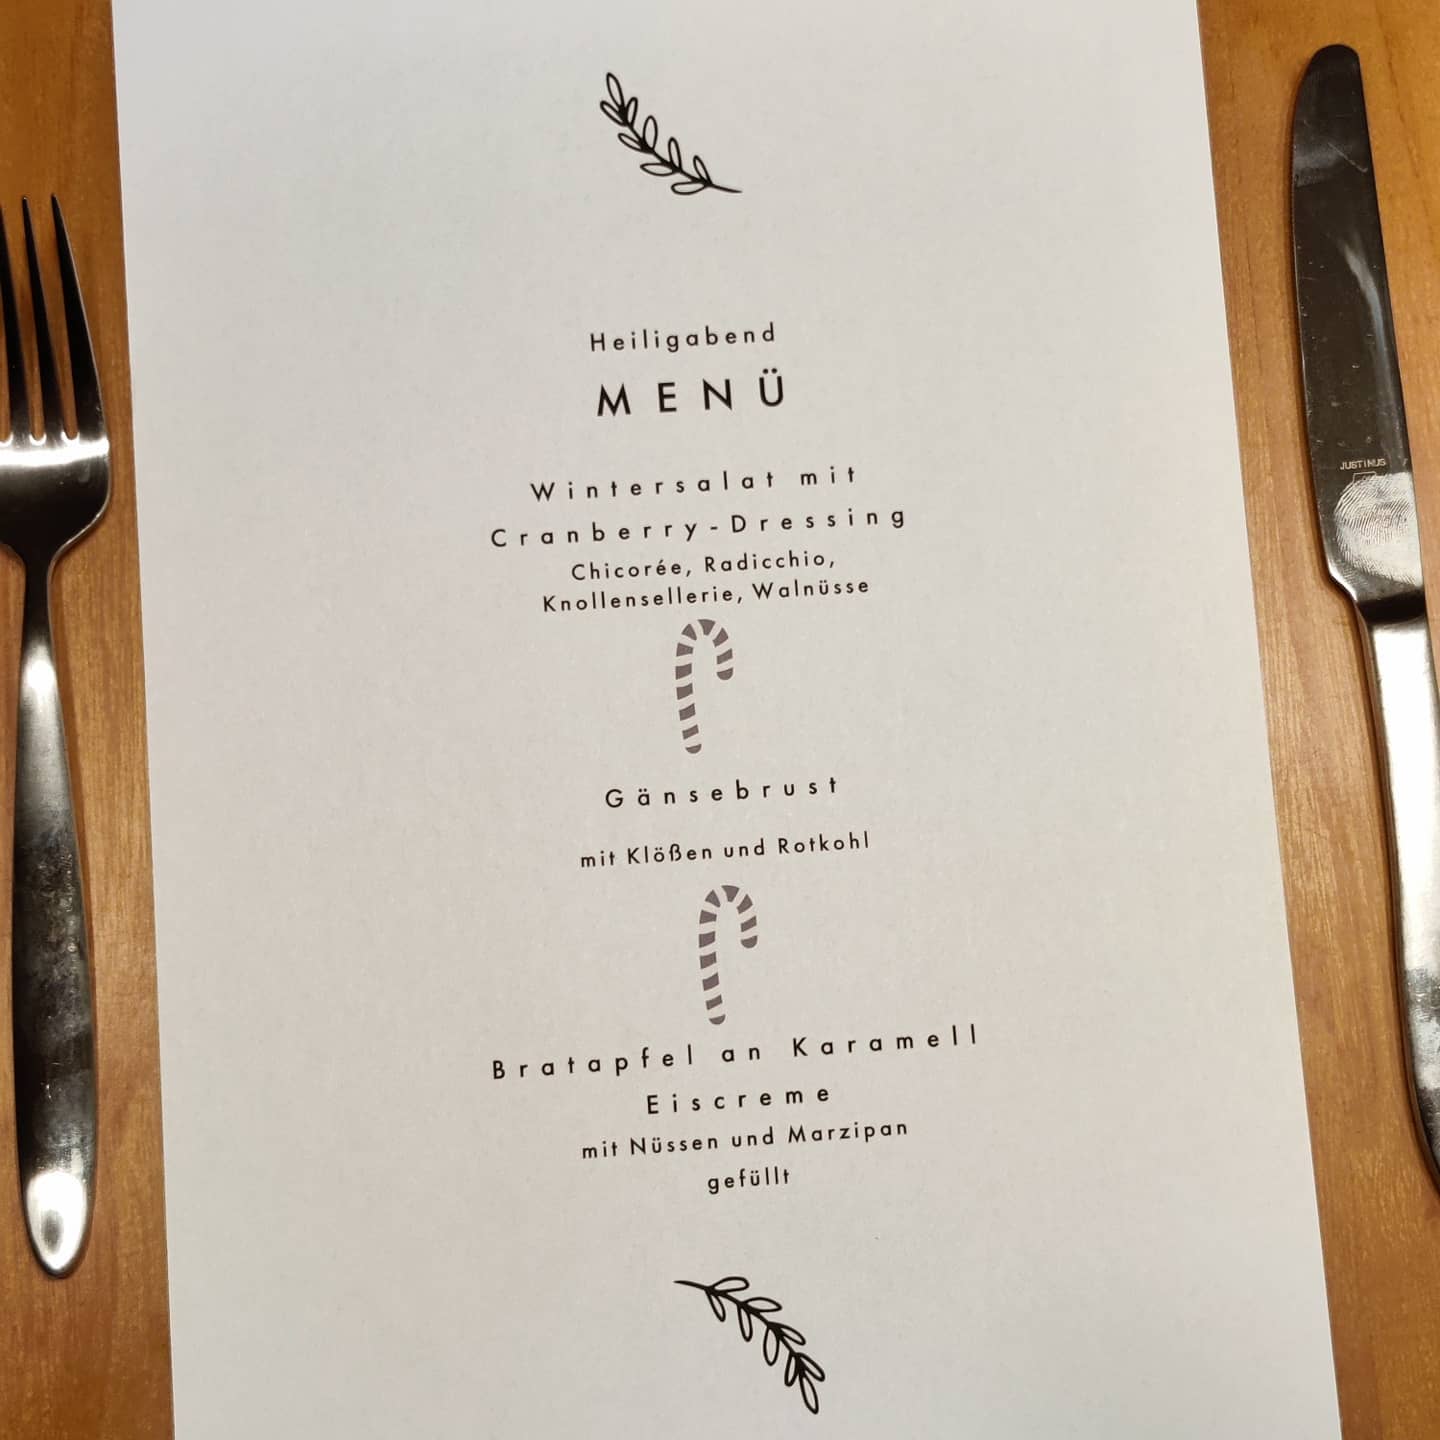 Heiligabend
MENÜ
Wintersalat mit
Cranberry-Dressing
Chicorée, Radicchio,
Knollensellerie, Walnüsse
Gänsebrust
mit Klößen und Rotkohl
Bratapfel an Karamell
Eiscreme
mit Nüssen und Marzipan
gefüllt
JUSTINUS